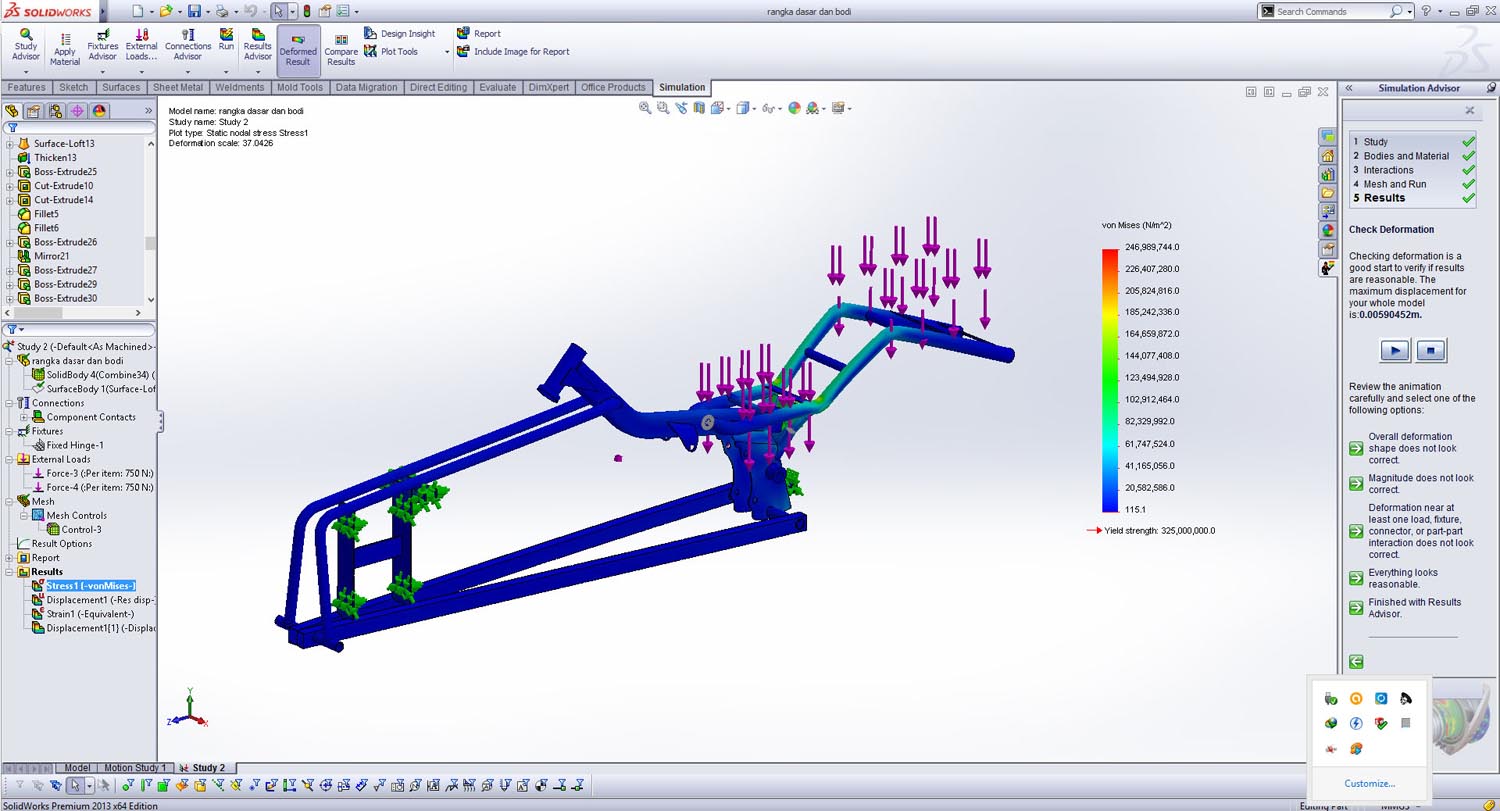 SOLIDWORKS
rangka dasar dan bodi
Search Commands
Study Advisor
Apply Material
Fixtures Advisor
External Loads...
Connections Advisor
Run
Results Advisor
Deformed Result
Compare Results
Design Insight
Plot Tools
Report
Include Image for Report
Features
Sketch
Surfaces
Sheet Metal
Weldments
Mold Tools
Data Migration
Direct Editing
Evaluate
DimXpert
Office Products
Simulation
Surface-Loft13
Thicken13
Boss-Extrude25
Cut-Extrude10
Cut-Extrude14
Fillet5
Fillet6
Boss-Extrude26
Mirror21
Boss-Extrude27
Boss-Extrude29
Boss-Extrude30
Study 2 (-Default<As Machined>-
rangka dasar dan bodi
SolidBody 4(Combine34) (
SurfaceBody 1(Surface-Lof
Connections
Component Contacts
Fixtures
Fixed Hinge-1
External Loads
Force-3 (:Per item: 750 N:)
Force-4 (:Per item: 750 N:)
Mesh
Mesh Controls
Control-3
Result Options
Report
Results
Stress1 (-vonMises-)
Displacement1 (-Res disp-
Strain1 (-Equivalent-)
Displacement1{1} (-Displac
Model name: rangka dasar dan bodi
Study name: Study 2
Plot type: Static nodal stress Stress1
Deformation scale: 37.0426
von Mises (N/m^2)
246,989,744.0
226,407,280.0
205,824,816.0
185,242,336.0
164,659,872.0
144,077,408.0
123,494,928.0
102,912,464.0
82,329,992.0
61,747,524.0
41,165,056.0
20,582,586.0
115.1
Yield strength: 325,000,000.0
Y
Z
X
Simulation Advisor
1 Study
2 Bodies and Material
3 Interactions
4 Mesh and Run
5 Results
Check Deformation
Checking deformation is a
good start to verify if results
are reasonable. The
maximum displacement for
your whole model
is:0.00590452m.
Review the animation
carefully and select one of the
following options:
Overall deformation
shape does not look
correct.
Magnitude does not look
correct.
Deformation near at
least one load, fixture,
connector, or part-part
interaction does not look
correct.
Everything looks
reasonable.
Finished with Results
Advisor.
Customize...
Model
Motion Study 1
Study 2
SolidWorks Premium 2013 x64 Edition
Editing Part